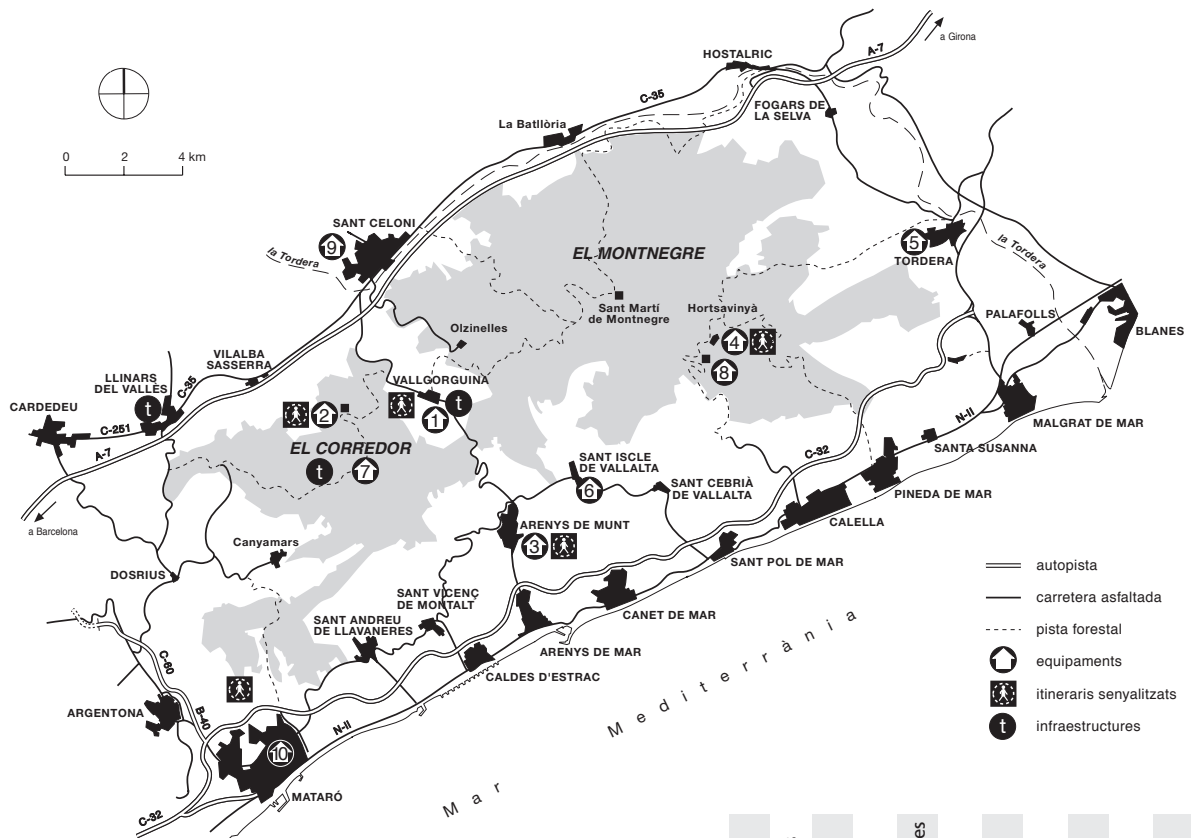 HOSTALRIC
A-7
a Girona
C-35
FOGARS DE
LA SELVA
La Batllòria
0 2 4 km
SANT CELONI
9
la Tordera
EL MONTNEGRE
5
TORDERA
la Tordera
Sant Martí
de Montnegre
Hortsavinyà
4
8
Olzinelles
PALAFOLLS
BLANES
VILALBA
SASSERRA
LLINARS
DEL VALLÈS
t
C-35
CARDEDEU
C-251
A-7
a Barcelona
VALLGORGUINA
1
t
2
EL CORREDOR
t
7
N-II
MALGRAT DE MAR
SANTA SUSANNA
C-32
PINEDA DE MAR
CALELLA
SANT ISCLE
DE VALLALTA
6
SANT CEBRIÀ
DE VALLALTA
ARENYS DE MUNT
3
SANT POL DE MAR
Canyamars
DOSRIUS
SANT VICENÇ
DE MONTALT
SANT ANDREU
DE LLAVANERES
CANET DE MAR
ARENYS DE MAR
CALDES D'ESTRAC
C-60
B-40
ARGENTONA
N-II
10
MATARÓ
C-32
Mar Mediterrània
autopista
carretera asfaltada
pista forestal
equipaments
itineraris senyalitzats
t infraestructures